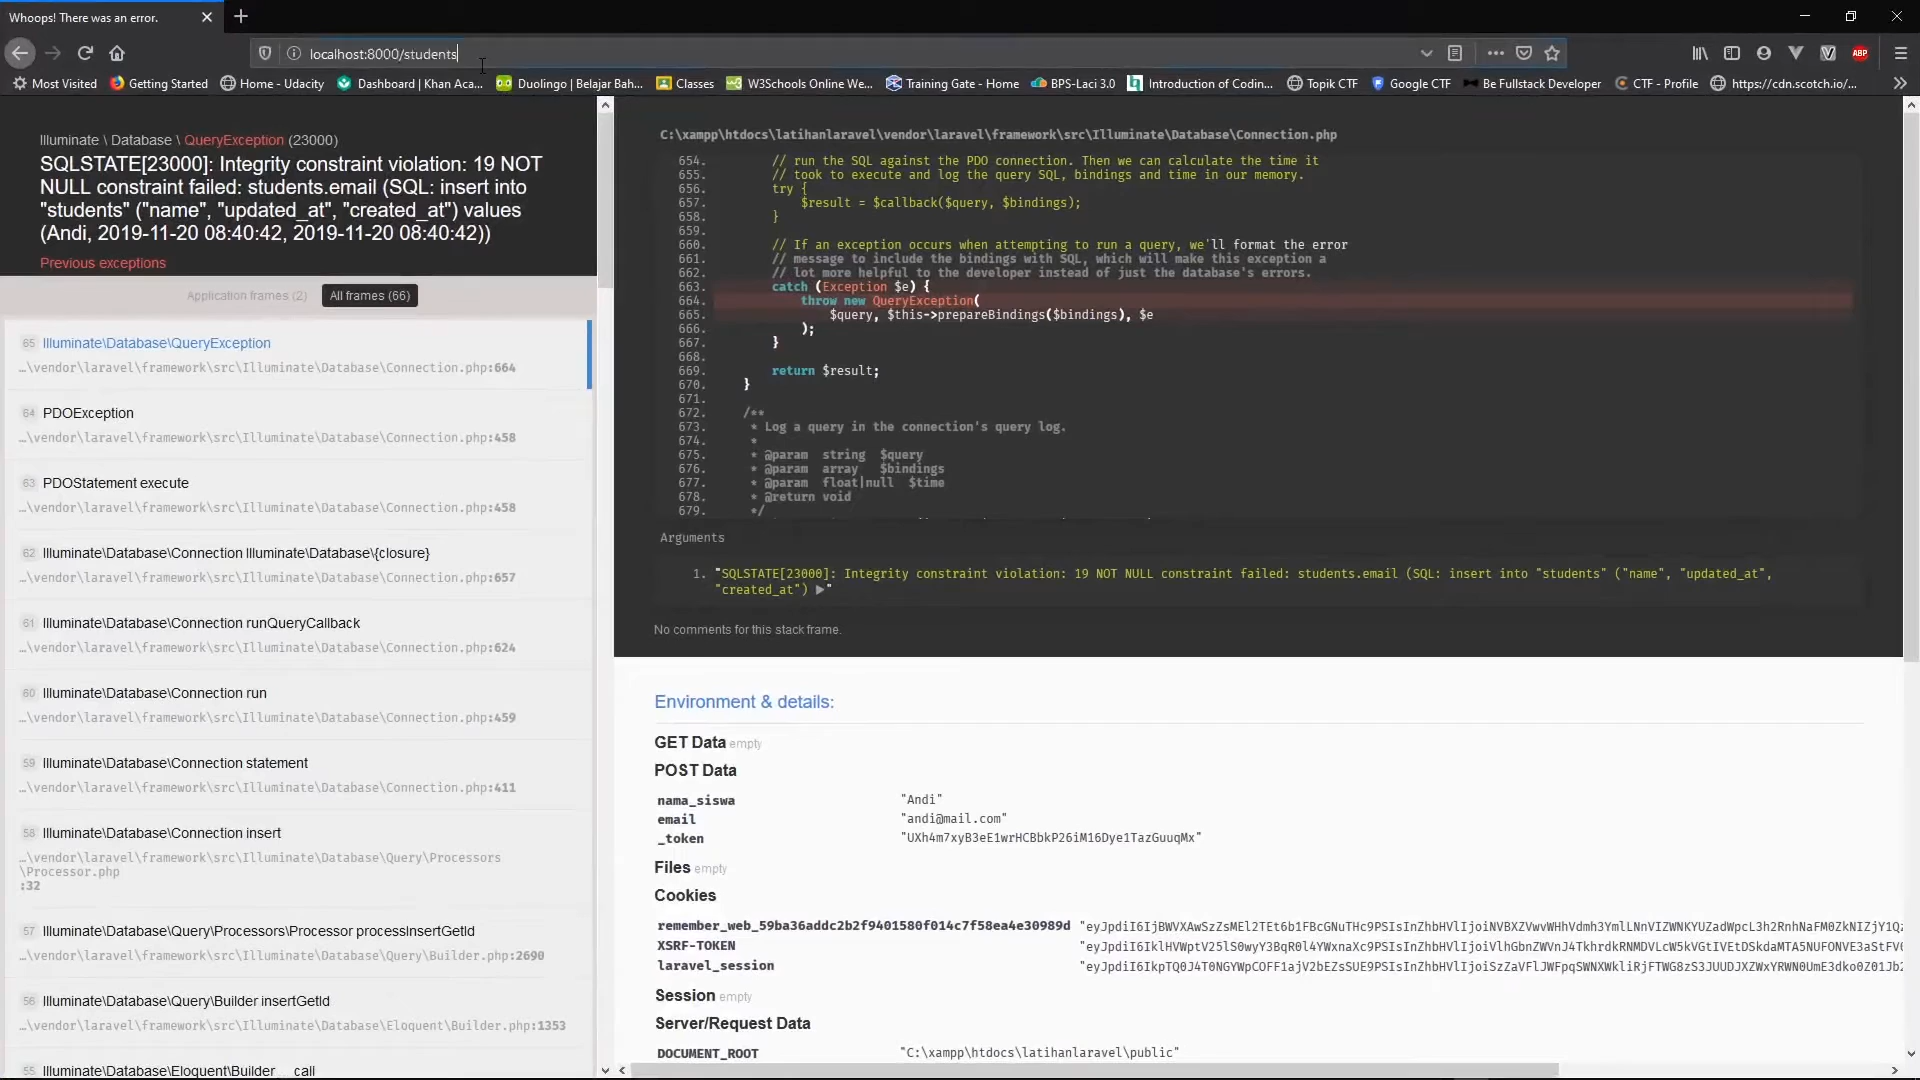 Whoops! There was an error.
localhost:8000/students
Most Visited Getting Started Home - Udacity Dashboard | Khan Aca... Duolingo | Belajar Bah... Classes W3Schools Online We... Training Gate - Home BPS-Laci 3.0 Introduction of Codin... Topik CTF Google CTF Be Fullstack Developer CTF - Profile https://cdn.scotch.io/...
ABP
Illuminate \ Database \ QueryException (23000)
SQLSTATE[23000]: Integrity constraint violation: 19 NOT
NULL constraint failed: students.email (SQL: insert into
"students" ("name", "updated_at", "created_at") values
(Andi, 2019-11-20 08:40:42, 2019-11-20 08:40:42))
Previous exceptions
Application frames (2) All frames (66)
65 Illuminate\Database\QueryException
…\vendor\laravel\framework\src\Illuminate\Database\Connection.php:664
64 PDOException
…\vendor\laravel\framework\src\Illuminate\Database\Connection.php:458
63 PDOStatement execute
…\vendor\laravel\framework\src\Illuminate\Database\Connection.php:458
62 Illuminate\Database\Connection Illuminate\Database\{closure}
…\vendor\laravel\framework\src\Illuminate\Database\Connection.php:657
61 Illuminate\Database\Connection runQueryCallback
…\vendor\laravel\framework\src\Illuminate\Database\Connection.php:624
60 Illuminate\Database\Connection run
…\vendor\laravel\framework\src\Illuminate\Database\Connection.php:459
59 Illuminate\Database\Connection statement
…\vendor\laravel\framework\src\Illuminate\Database\Connection.php:411
58 Illuminate\Database\Connection insert
…\vendor\laravel\framework\src\Illuminate\Database\Query\Processors
\Processor.php
:32
57 Illuminate\Database\Query\Processors\Processor processInsertGetId
…\vendor\laravel\framework\src\Illuminate\Database\Query\Builder.php:2690
56 Illuminate\Database\Query\Builder insertGetId
…\vendor\laravel\framework\src\Illuminate\Database\Eloquent\Builder.php:1353
55 Illuminate\Database\Eloquent\Builder __call
C:\xampp\htdocs\latihanlaravel\vendor\laravel\framework\src\Illuminate\Database\Connection.php
654. // run the SQL against the PDO connection. Then we can calculate the time it
655. // took to execute and log the query SQL, bindings and time in our memory.
656. try {
657. $result = $callback($query, $bindings);
658. }
659.
660. // If an exception occurs when attempting to run a query, we'll format the error
661. // message to include the bindings with SQL, which will make this exception a
662. // lot more helpful to the developer instead of just the database's errors.
663. catch (Exception $e) {
664. throw new QueryException(
665. $query, $this->prepareBindings($bindings), $e
666. );
667. }
668.
669. return $result;
670. }
671.
672. /**
673. * Log a query in the connection's query log.
674. *
675. * @param string $query
676. * @param array $bindings
677. * @param float|null $time
678. * @return void
679. */
Arguments
1. "SQLSTATE[23000]: Integrity constraint violation: 19 NOT NULL constraint failed: students.email (SQL: insert into "students" ("name", "updated_at",
"created_at") ▶"
No comments for this stack frame.
Environment & details:
GET Data empty
POST Data
nama_siswa "Andi"
email "andi@mail.com"
_token "UXh4m7xyB3eE1wrHCBbkP26iM16Dye1TazGuuqMx"
Files empty
Cookies
remember_web_59ba36addc2b2f9401580f014c7f58ea4e30989d
XSRF-TOKEN
laravel_session
Session empty
Server/Request Data
DOCUMENT_ROOT "C:\xampp\htdocs\latihanlaravel\public"